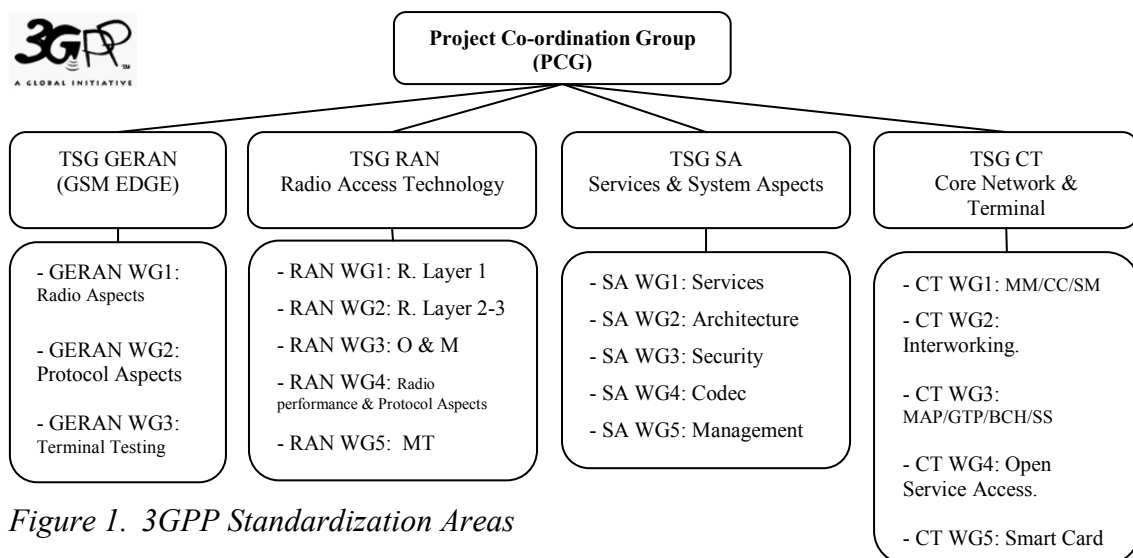 3GPP
TM
A GLOBAL INITIATIVE
Project Co-ordination Group
(PCG)
TSG GERAN
(GSM EDGE)
TSG RAN
Radio Access Technology
TSG SA
Services & System Aspects
TSG CT
Core Network &
Terminal
- GERAN WG1:
Radio Aspects
- GERAN WG2:
Protocol Aspects
- GERAN WG3:
Terminal Testing
- RAN WG1: R. Layer 1
- RAN WG2: R. Layer 2-3
- RAN WG3: O & M
- RAN WG4: Radio
performance & Protocol Aspects
- RAN WG5: MT
- SA WG1: Services
- SA WG2: Architecture
- SA WG3: Security
- SA WG4: Codec
- SA WG5: Management
- CT WG1: MM/CC/SM
- CT WG2:
Interworking.
- CT WG3:
MAP/GTP/BCH/SS
- CT WG4: Open
Service Access.
- CT WG5: Smart Card
Figure 1. 3GPP Standardization Areas